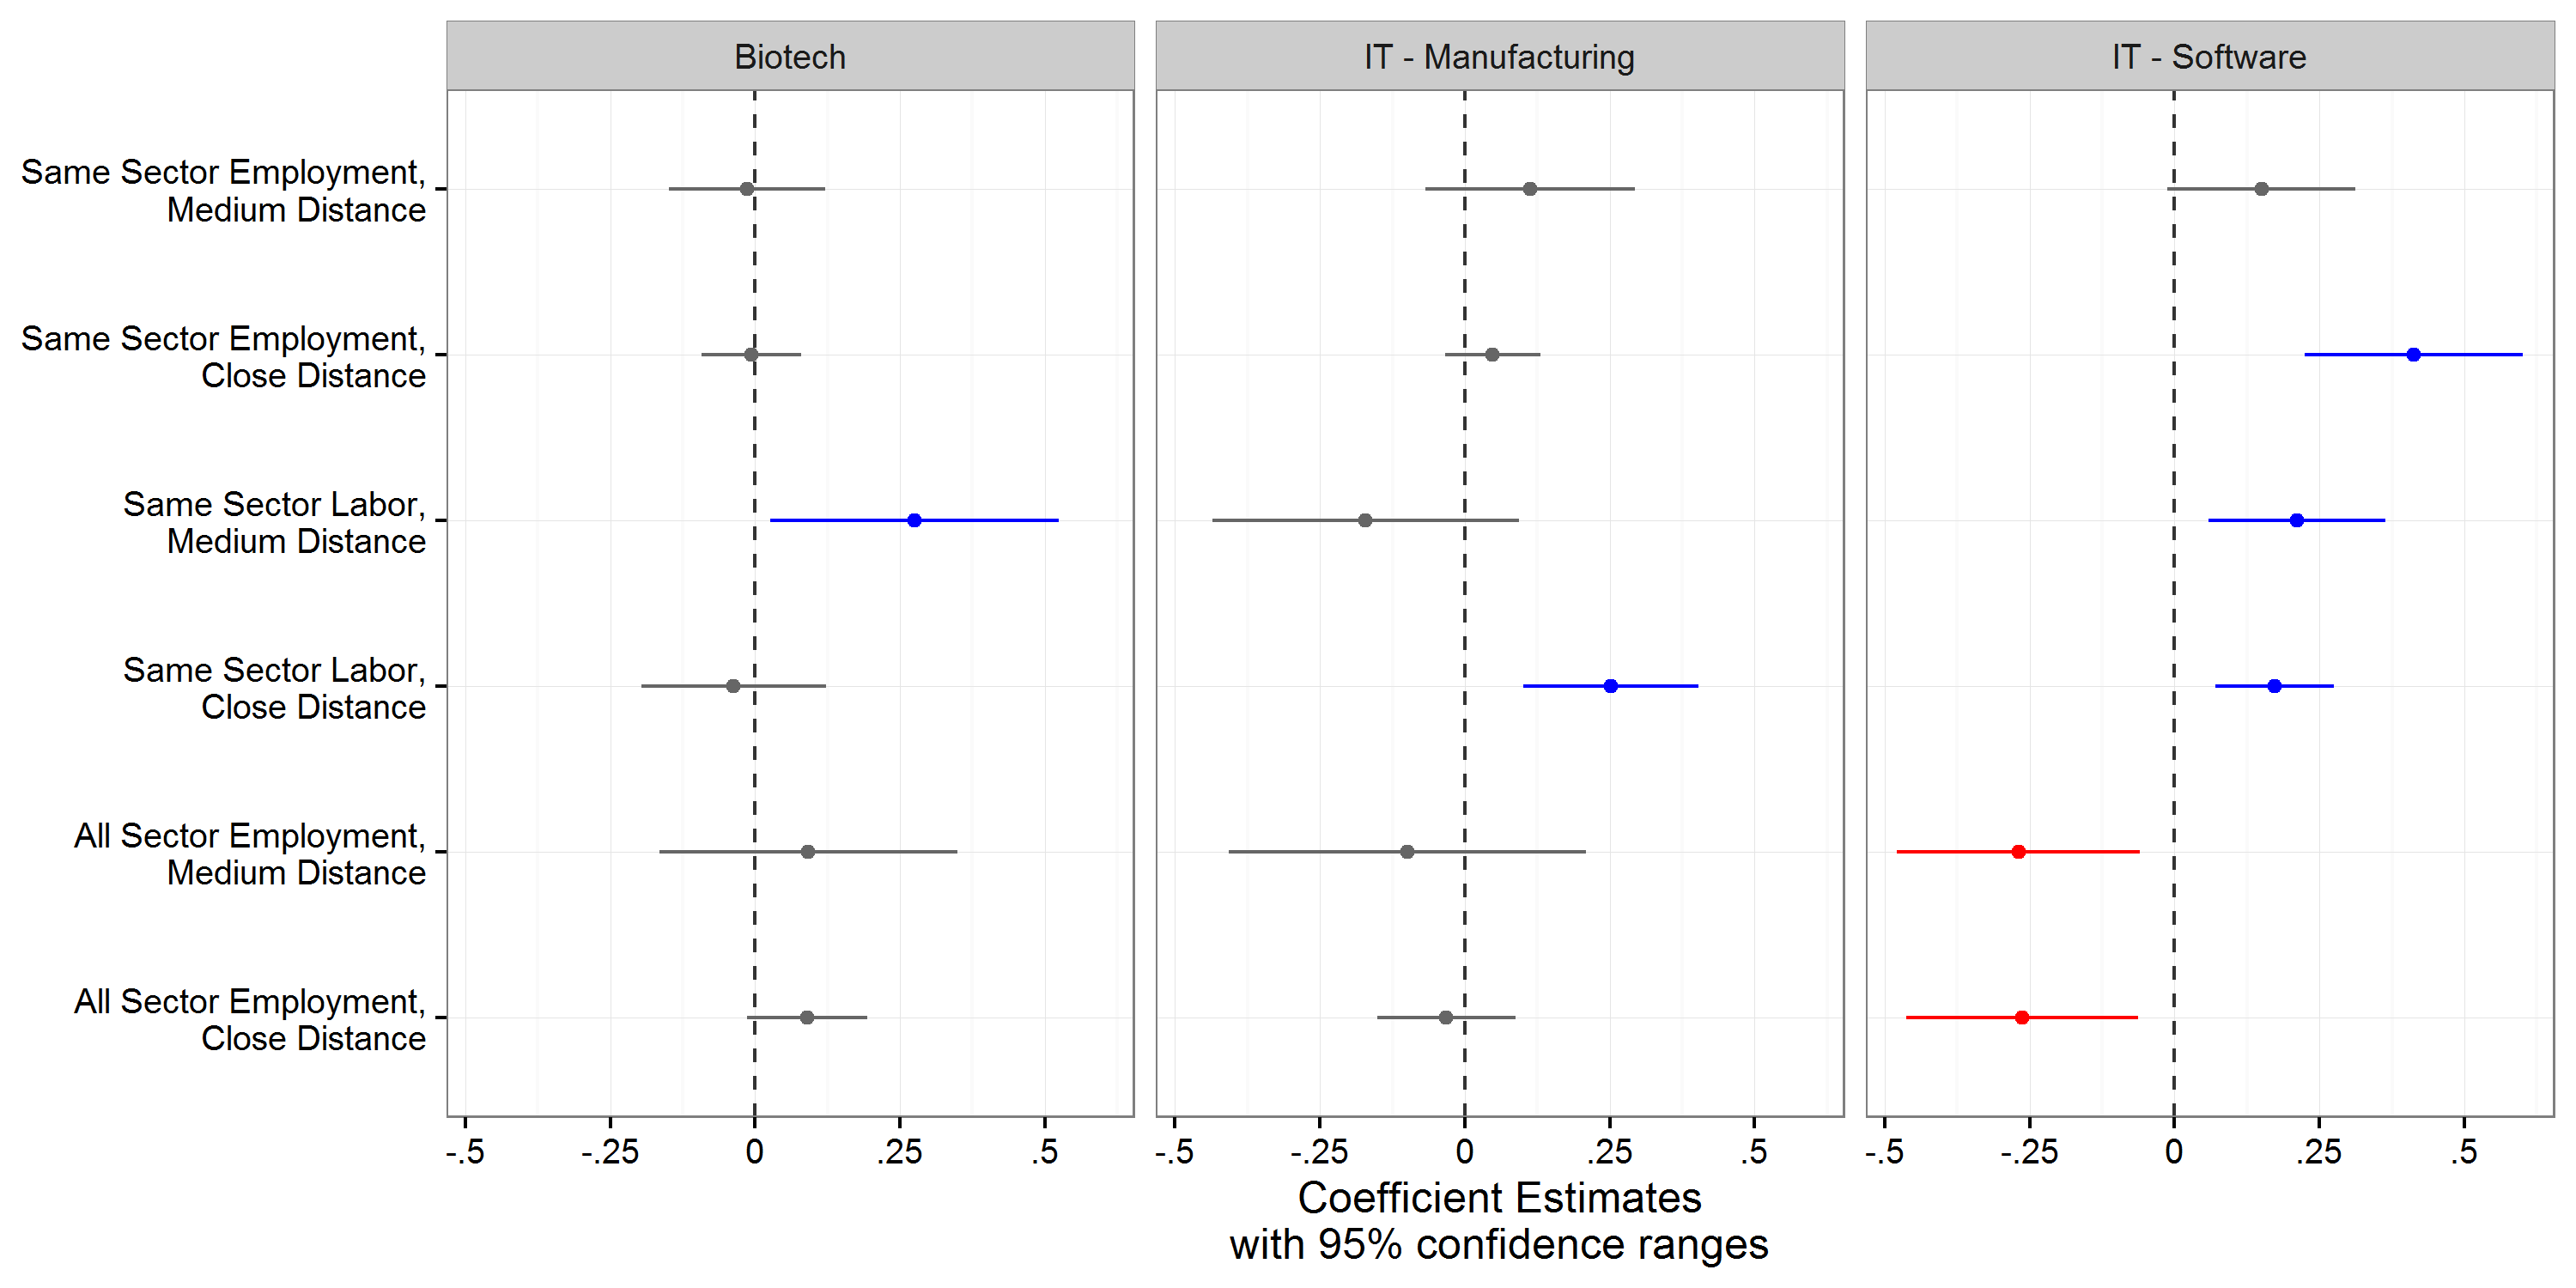 Biotech
IT - Manufacturing
IT - Software
Same Sector Employment,
Medium Distance
Same Sector Employment,
Close Distance
Same Sector Labor,
Medium Distance
Same Sector Labor,
Close Distance
All Sector Employment,
Medium Distance
All Sector Employment,
Close Distance
-.5 -.25 0 .25 .5
-.5 -.25 0 .25 .5
-.5 -.25 0 .25 .5
Coefficient Estimates
with 95% confidence ranges